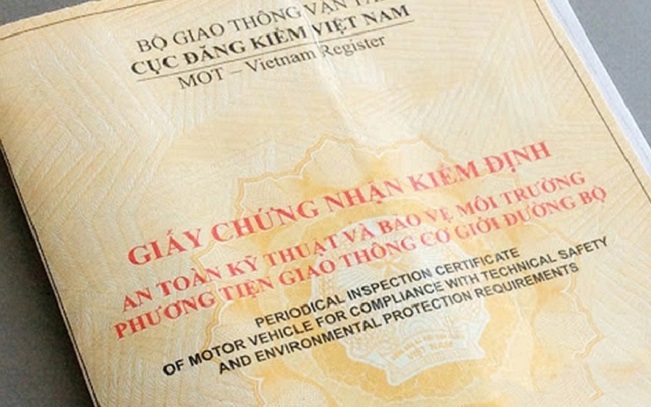 BỘ GIAO THÔNG VẬN TẢI
CỤC ĐĂNG KIỂM VIỆT NAM
MOT – Vietnam Register
GIẤY CHỨNG NHẬN KIỂM ĐỊNH
AN TOÀN KỸ THUẬT VÀ BẢO VỆ MÔI TRƯỜNG
PHƯƠNG TIỆN GIAO THÔNG CƠ GIỚI ĐƯỜNG BỘ
PERIODICAL INSPECTION CERTIFICATE
OF MOTOR VEHICLE FOR COMPLIANCE WITH TECHNICAL SAFETY
AND ENVIRONMENTAL PROTECTION REQUIREMENTS